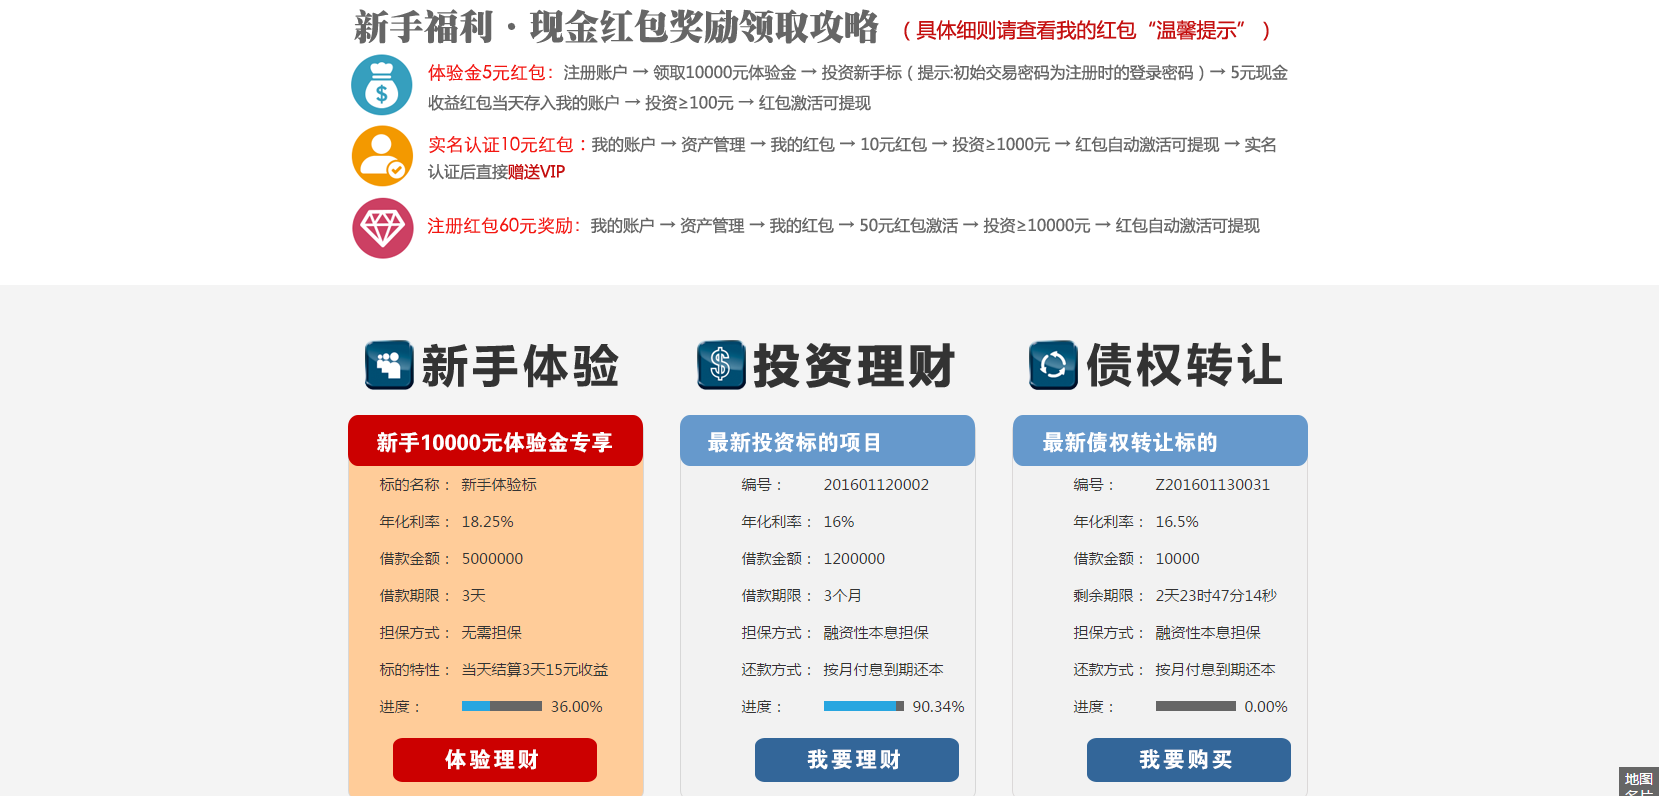 新手福利·现金红包奖励领取攻略 （具体细则请查看我的红包“温馨提示”）
体验金5元红包：注册账户 → 领取10000元体验金 → 投资新手标（提示:初始交易密码为注册时的登录密码）→ 5元现金
收益红包当天存入我的账户 → 投资≥100元 → 红包激活可提现
实名认证10元红包：我的账户 → 资产管理 → 我的红包 → 10元红包 → 投资≥1000元 → 红包自动激活可提现 → 实名
认证后直接赠送VIP
注册红包60元奖励：我的账户 → 资产管理 → 我的红包 → 50元红包激活 → 投资≥10000元 → 红包自动激活可提现
新手体验
新手10000元体验金专享
标的名称： 新手体验标
年化利率： 18.25%
借款金额： 5000000
借款期限： 3天
担保方式： 无需担保
标的特性： 当天结算3天15元收益
进度： 36.00%
体验理财
投资理财
最新投资标的项目
编号： 201601120002
年化利率： 16%
借款金额： 1200000
借款期限： 3个月
担保方式： 融资性本息担保
还款方式： 按月付息到期还本
进度： 90.34%
我要理财
债权转让
最新债权转让标的
编号： Z201601130031
年化利率： 16.5%
借款金额： 10000
剩余期限： 2天23时47分14秒
担保方式： 融资性本息担保
还款方式： 按月付息到期还本
进度： 0.00%
我要购买
地图
名片